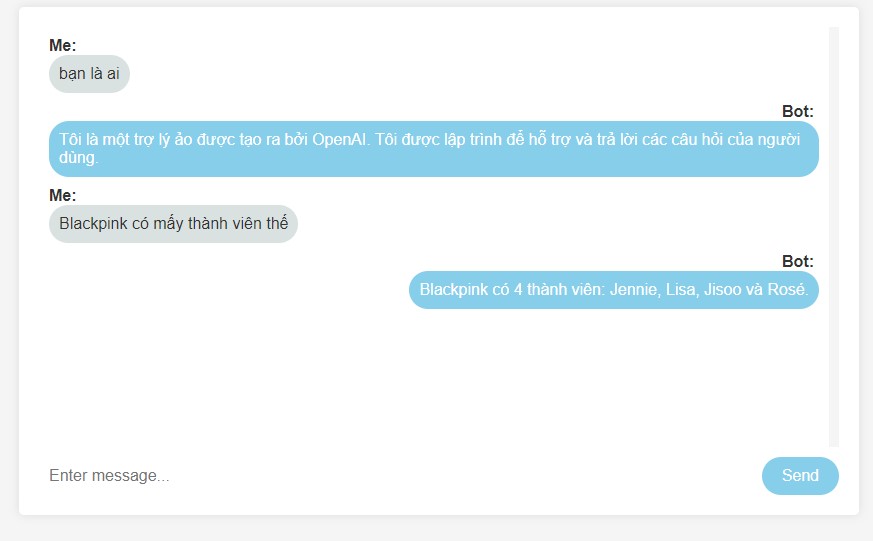 Me:
bạn là ai
Bot:
Tôi là một trợ lý ảo được tạo ra bởi OpenAI. Tôi được lập trình để hỗ trợ và trả lời các câu hỏi của người
dùng.
Me:
Blackpink có mấy thành viên thế
Bot:
Blackpink có 4 thành viên: Jennie, Lisa, Jisoo và Rosé.
Enter message...
Send